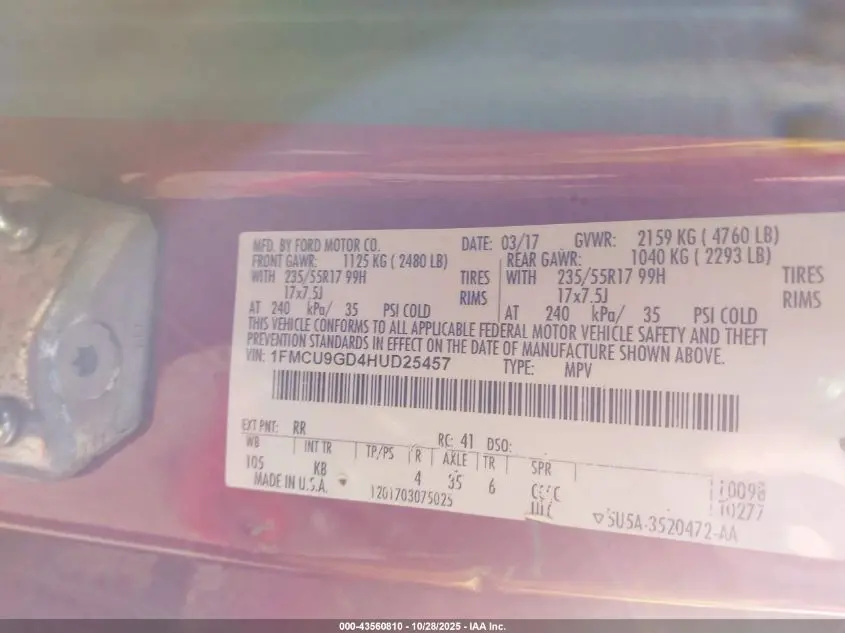 MFD. BY FORD MOTOR CO. DATE: 03/17 GVWR: 2159 KG ( 4760 LB)
FRONT GAWR: 1125 KG ( 2480 LB) REAR GAWR: 1040 KG ( 2293 LB)
WITH 235/55R17 99H TIRES WITH 235/55R17 99H TIRES
17x7.5J RIMS 17x7.5J RIMS
AT 240 kPa/ 35 PSI COLD AT 240 kPa/ 35 PSI COLD
THIS VEHICLE CONFORMS TO ALL APPLICABLE FEDERAL MOTOR VEHICLE SAFETY AND THEFT
PREVENTION STANDARDS IN EFFECT ON THE DATE OF MANUFACTURE SHOWN ABOVE.
VIN: 1FMCU9GD4HUD25457 TYPE: MPV
EXT PNT: RR RC: 41 DSO:
WB INT TR TP/PS R AXLE TR SPR
105 KB 4 35 6
MADE IN U.S.A. 1201703075025
10098
10277
5U5A-3520472-AA
000-43560810 - 10/28/2025 - IAA Inc.